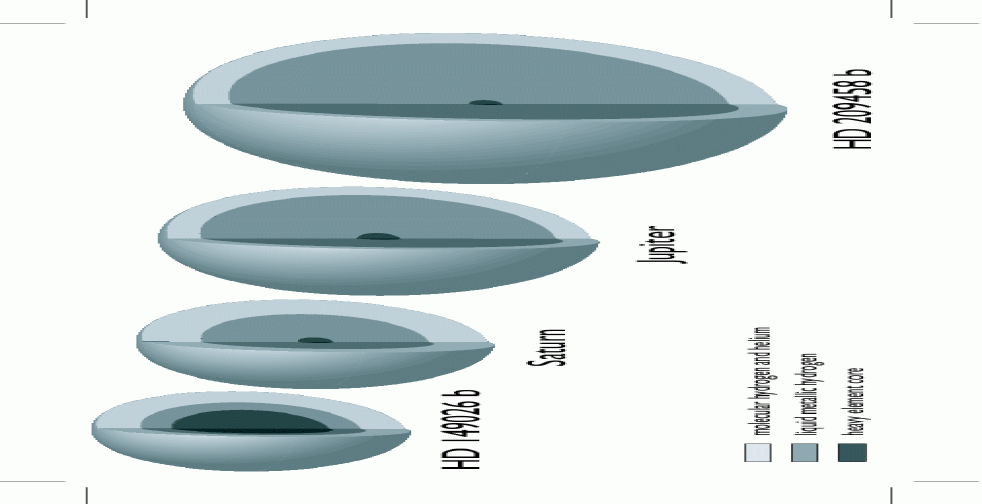 HD 209458 b
Jupiter
Saturn
HD 149026 b
molecular hydrogen and helium
liquid metallic hydrogen
heavy element core